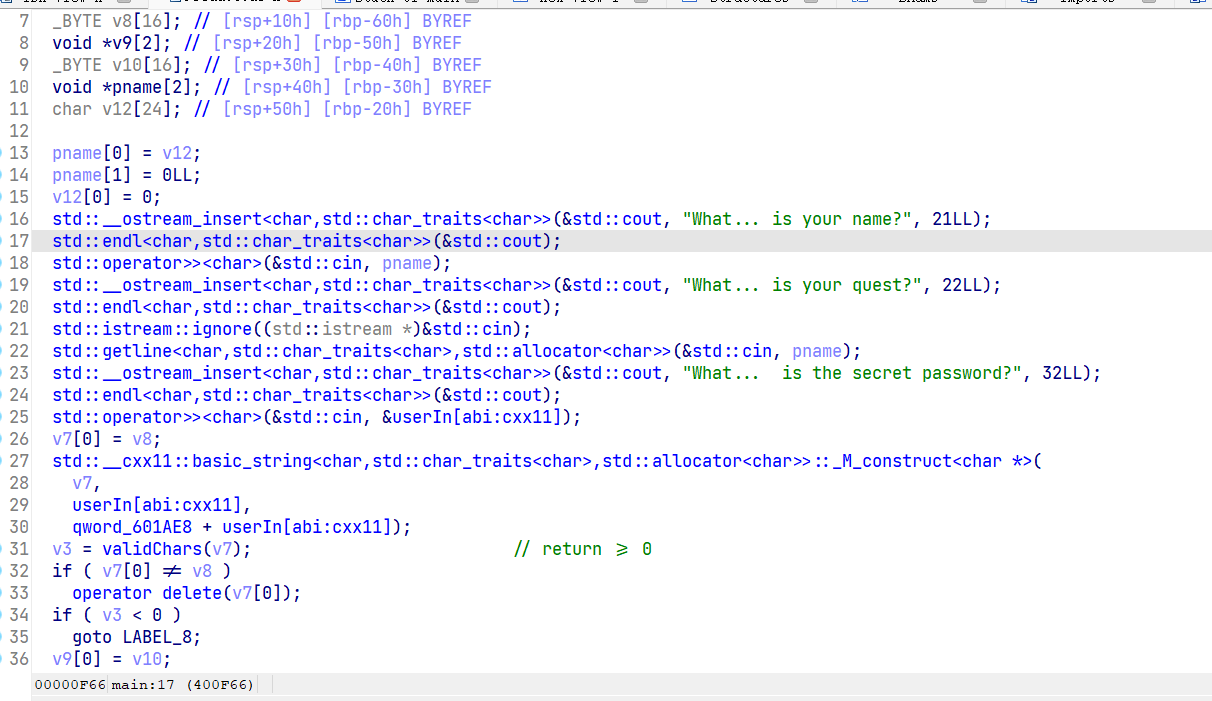 7 _BYTE v8[16]; // [rsp+10h] [rbp-60h] BYREF
8 void *v9[2]; // [rsp+20h] [rbp-50h] BYREF
9 _BYTE v10[16]; // [rsp+30h] [rbp-40h] BYREF
10 void *pname[2]; // [rsp+40h] [rbp-30h] BYREF
11 char v12[24]; // [rsp+50h] [rbp-20h] BYREF
12
13 pname[0] = v12;
14 pname[1] = 0LL;
15 v12[0] = 0;
16 std::__ostream_insert<char,std::char_traits<char>>(&std::cout, "What... is your name?", 21LL);
17 std::endl<char,std::char_traits<char>>(&std::cout);
18 std::operator>><char>(&std::cin, pname);
19 std::__ostream_insert<char,std::char_traits<char>>(&std::cout, "What... is your quest?", 22LL);
20 std::endl<char,std::char_traits<char>>(&std::cout);
21 std::istream::ignore((std::istream *)&std::cin);
22 std::getline<char,std::char_traits<char>,std::allocator<char>>(&std::cin, pname);
23 std::__ostream_insert<char,std::char_traits<char>>(&std::cout, "What...  is the secret password?", 32LL);
24 std::endl<char,std::char_traits<char>>(&std::cout);
25 std::operator>><char>(&std::cin, &userIn[abi:cxx11]);
26 v7[0] = v8;
27 std::__cxx11::basic_string<char,std::char_traits<char>,std::allocator<char>>::_M_construct<char *>(
28 v7,
29 userIn[abi:cxx11],
30 qword_601AE8 + userIn[abi:cxx11]);
31 v3 = validChars(v7); // return >= 0
32 if ( v7[0] != v8 )
33 operator delete(v7[0]);
34 if ( v3 < 0 )
35 goto LABEL_8;
36 v9[0] = v10;
00000F66 main:17 (400F66)